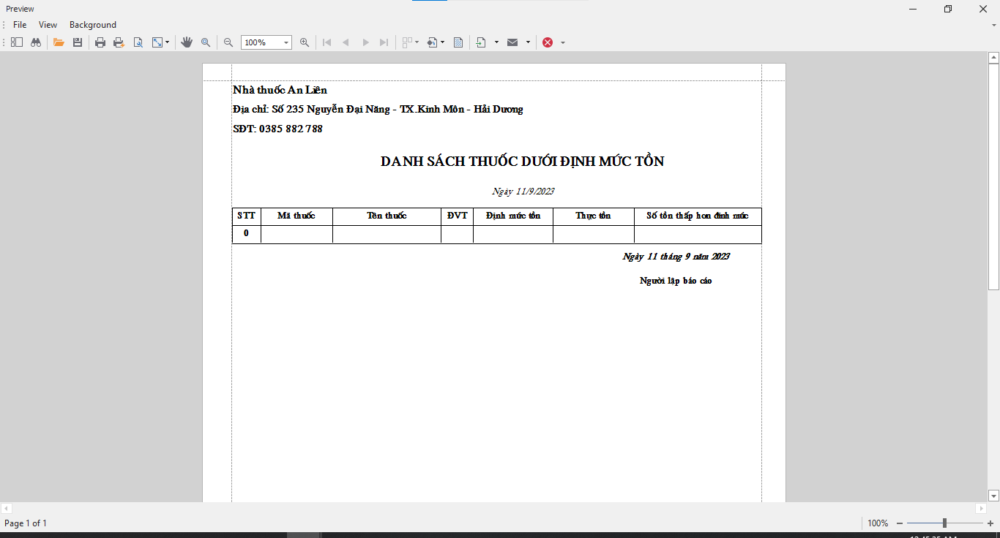 Preview
File View Background
100%
Nhà thuốc An Liên
Địa chỉ: Số 235 Nguyễn Đại Năng - TX.Kinh Môn - Hải Dương
SĐT: 0385 882 788
DANH SÁCH THUỐC DƯỚI ĐỊNH MỨC TỒN
Ngày 11/9/2023
STT Mã thuốc Tên thuốc ĐVT Định mức tồn Thực tồn Số tồn thấp hơn đinh mức
0
Ngày 11 tháng 9 năm 2023
Người lập báo cáo
Page 1 of 1 100%